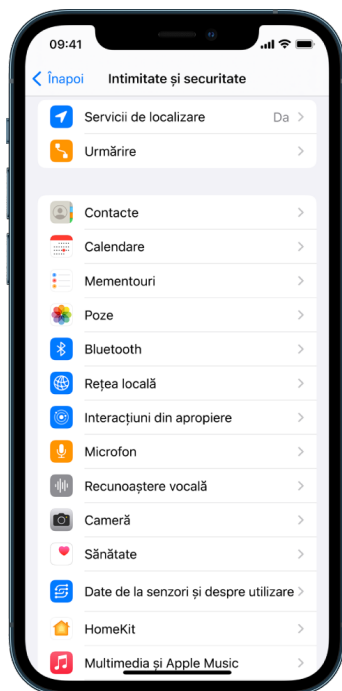 09:41
Înapoi
Intimitate și securitate
Servicii de localizare Da
Urmărire
Contacte
Calendare
Mementouri
Poze
Bluetooth
Rețea locală
Interacțiuni din apropiere
Microfon
Recunoaștere vocală
Cameră
Sănătate
Date de la senzori și despre utilizare
HomeKit
Multimedia și Apple Music